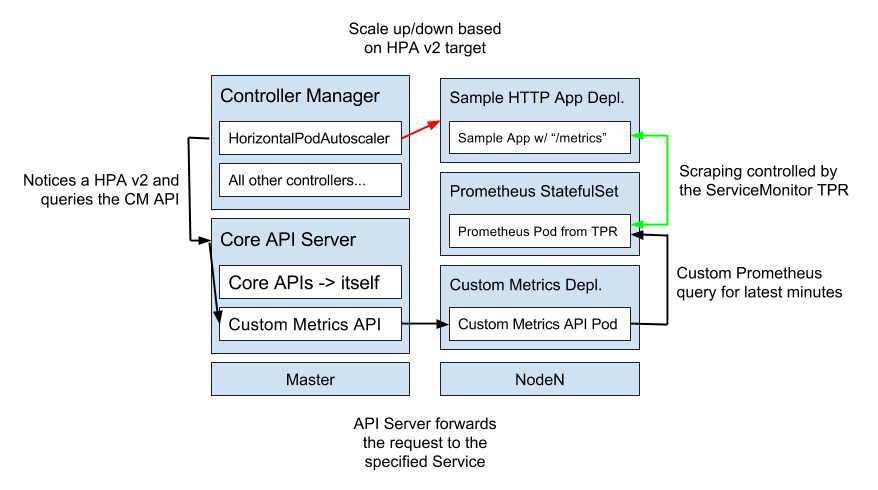 Scale up/down based
on HPA v2 target
Controller Manager
HorizontalPodAutoscaler
All other controllers...
Sample HTTP App Depl.
Sample App w/ “/metrics”
Notices a HPA v2 and
queries the CM API
Scraping controlled by
the ServiceMonitor TPR
Prometheus StatefulSet
Prometheus Pod from TPR
Core API Server
Core APIs -> itself
Custom Metrics API
Custom Metrics Depl.
Custom Metrics API Pod
Custom Prometheus
query for latest minutes
Master
NodeN
API Server forwards
the request to the
specified Service